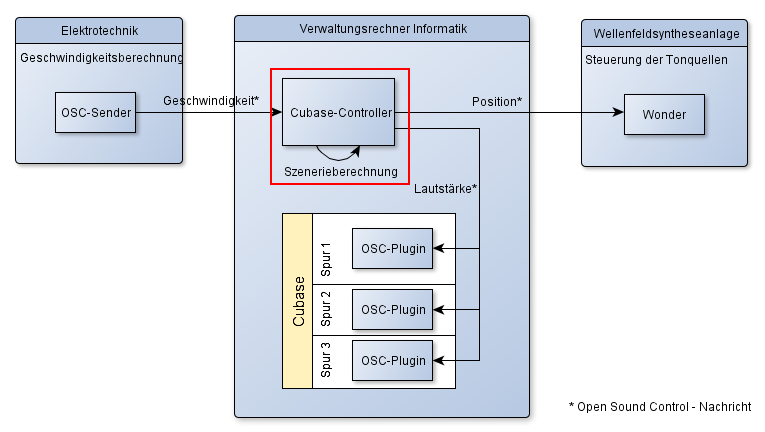 Elektrotechnik
Geschwindigkeitsberechnung
OSC-Sender
Geschwindigkeit*
Verwaltungsrechner Informatik
Cubase-Controller
Szenerieberechnung
Position*
Lautstärke*
Cubase
Spur 1
OSC-Plugin
Spur 2
OSC-Plugin
Spur 3
OSC-Plugin
Wellenfeldsyntheseanlage
Steuerung der Tonquellen
Wonder
* Open Sound Control - Nachricht